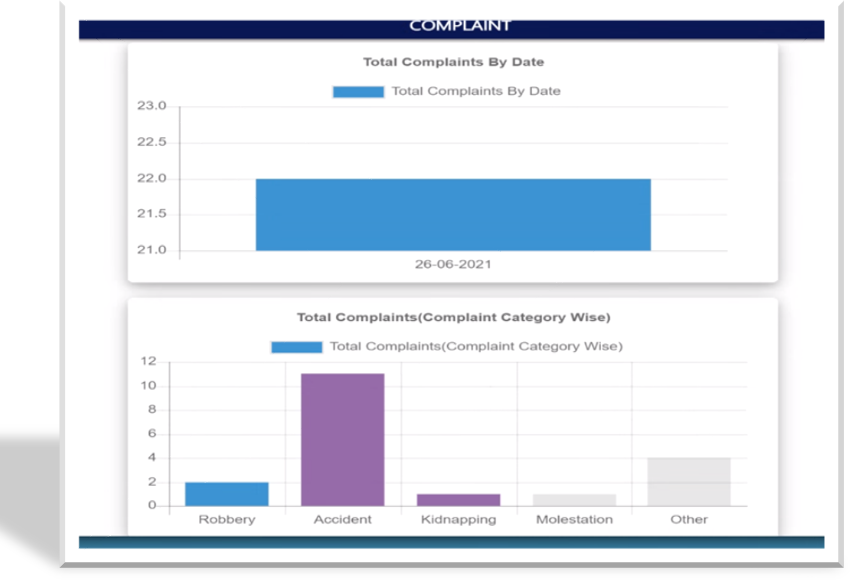 COMPLAINT
Total Complaints By Date
Total Complaints By Date
23.0
22.5
22.0
21.5
21.0
26-06-2021
Total Complaints(Complaint Category Wise)
Total Complaints(Complaint Category Wise)
12
10
8
6
4
2
0
Robbery Accident Kidnapping Molestation Other